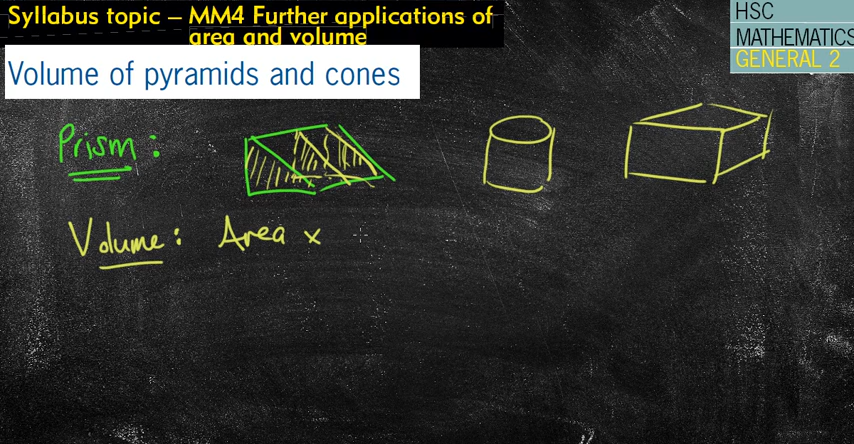 Syllabus topic – MM4 Further applications of
area and volume
HSC
MATHEMATICS
GENERAL 2
Volume of pyramids and cones
Prism:
Volume: Area x